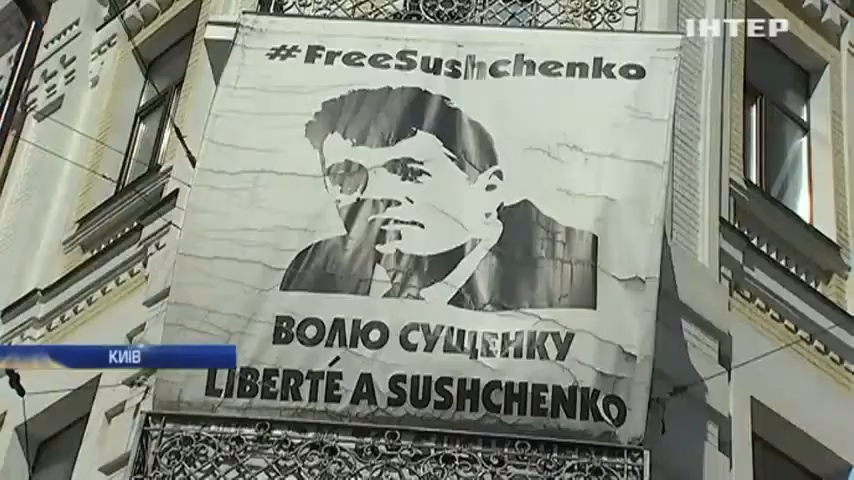 ІНТЕР
#FreeSushchenko
ВОЛЮ СУЩЕНКУ
LIBERTÉ A SUSHCHENKO
КИЇВ